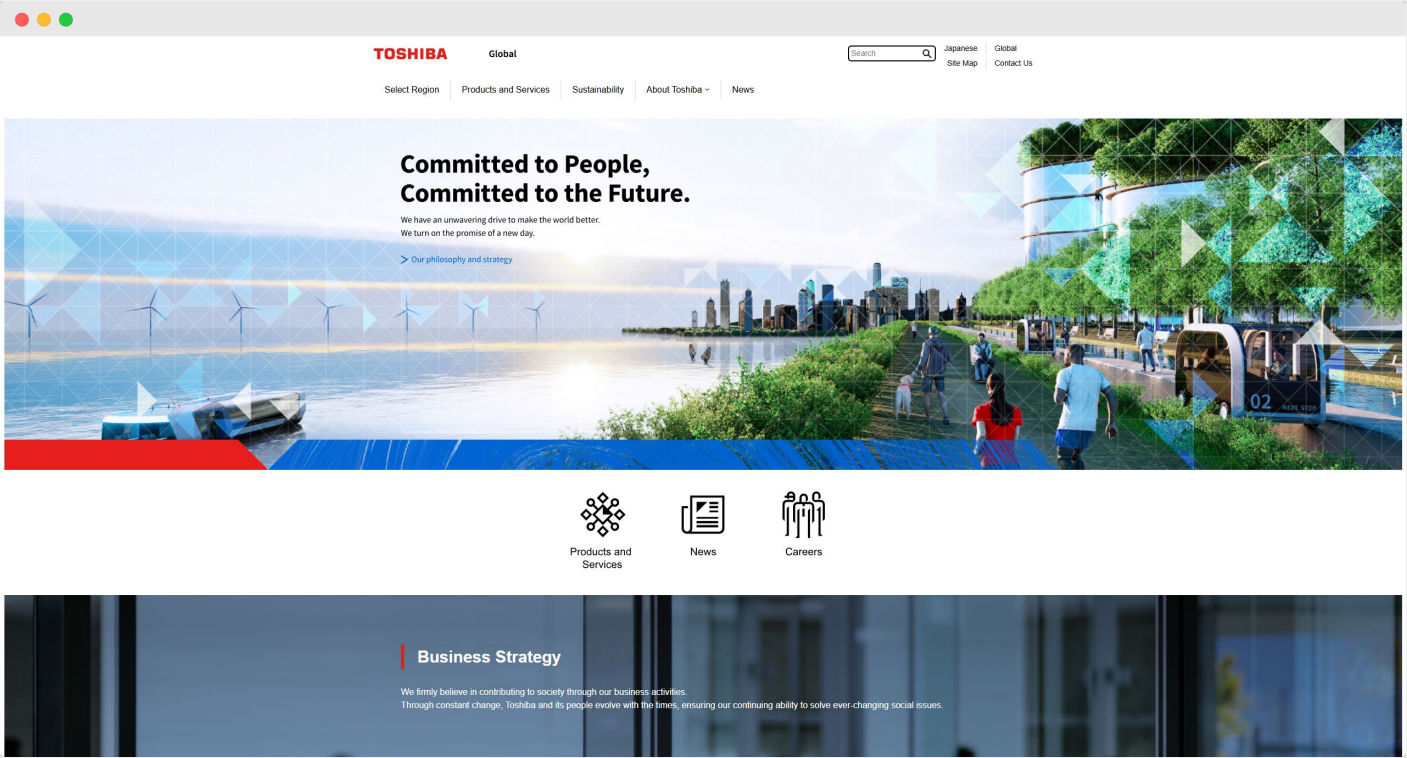 TOSHIBA
Global
Search
Japanese
Global
Site Map
Contact Us
Select Region
Products and Services
Sustainability
About Toshiba
News
Committed to People,
Committed to the Future.
We have an unwavering drive to make the world better.
We turn on the promise of a new day.
Our philosophy and strategy
02 NEXT STOP
Products and
Services
News
Careers
Business Strategy
We firmly believe in contributing to society through our business activities.
Through constant change, Toshiba and its people evolve with the times, ensuring our continuing ability to solve ever-changing social issues.